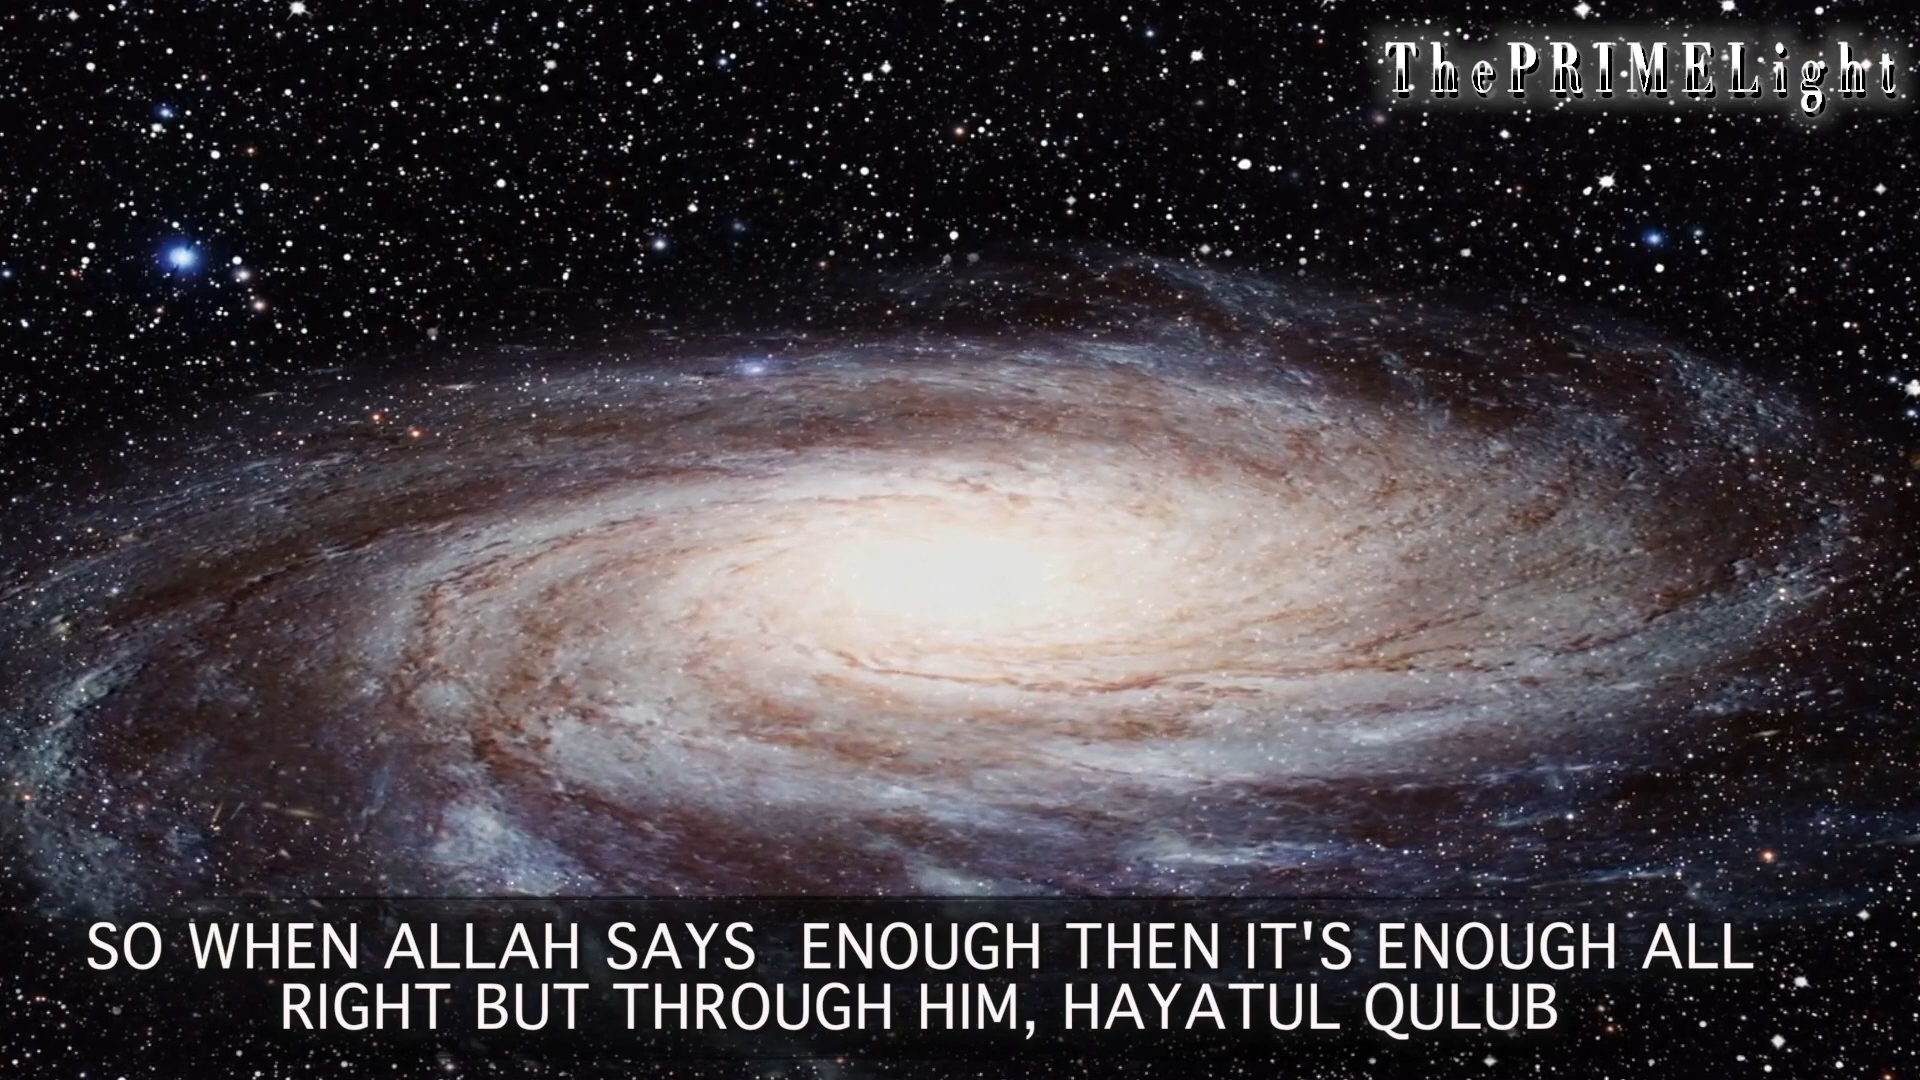 ThePRIMELight
SO WHEN ALLAH SAYS  ENOUGH THEN IT'S ENOUGH ALL
RIGHT BUT THROUGH HIM, HAYATUL QULUB